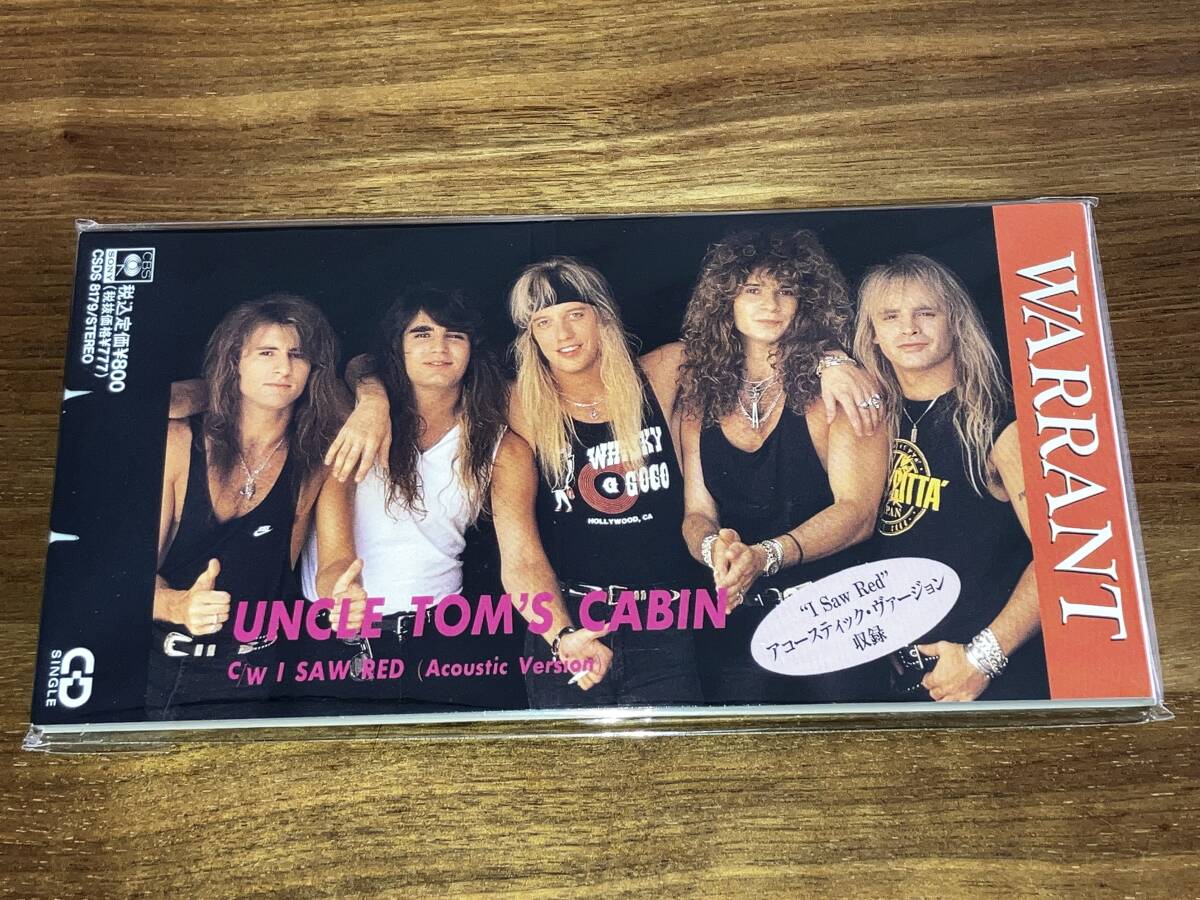 CBS
SONY
税込定価¥800
(税抜価格¥777)
CSDS 8179/STEREO
WARRANT
WHISKY
A GOGO
HOLLYWOOD, CA
UNCLE TOM'S CABIN
C/W I SAW RED (Acoustic Version)
“I Saw Red”
アコースティック・ヴァージョン
収録
CD
SINGLE